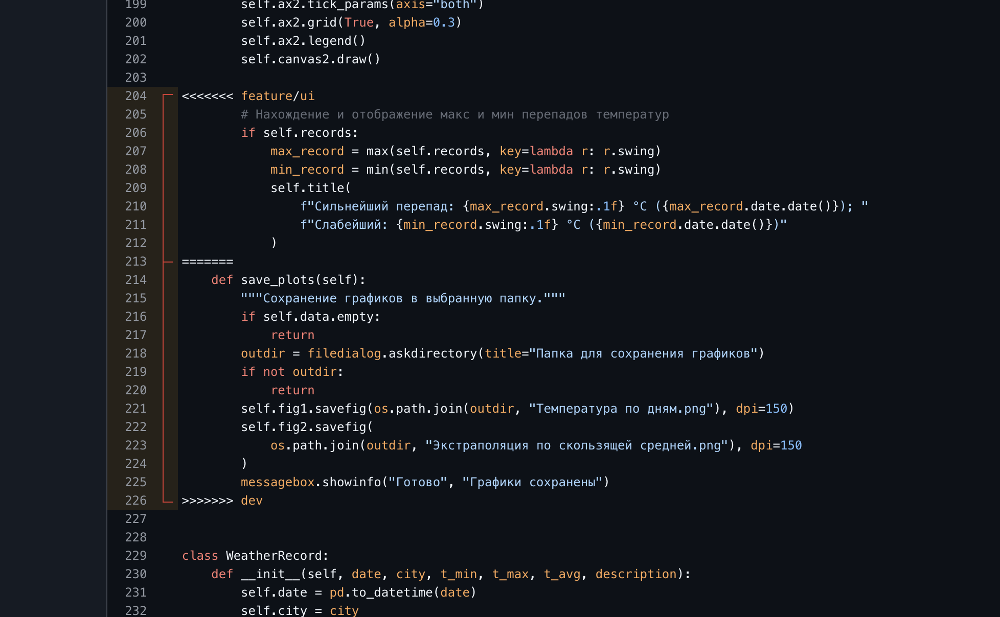 199 self.ax2.tick_params(axis="both")
200 self.ax2.grid(True, alpha=0.3)
201 self.ax2.legend()
202 self.canvas2.draw()
203
204 <<<<<<< feature/ui
205 # Нахождение и отображение макс и мин перепадов температур
206 if self.records:
207 max_record = max(self.records, key=lambda r: r.swing)
208 min_record = min(self.records, key=lambda r: r.swing)
209 self.title(
210 f"Сильнейший перепад: {max_record.swing:.1f} °C ({max_record.date.date()}); "
211 f"Слабейший: {min_record.swing:.1f} °C ({min_record.date.date()})"
212 )
213 =======
214 def save_plots(self):
215 """Сохранение графиков в выбранную папку."""
216 if self.data.empty:
217 return
218 outdir = filedialog.askdirectory(title="Папка для сохранения графиков")
219 if not outdir:
220 return
221 self.fig1.savefig(os.path.join(outdir, "Температура по дням.png"), dpi=150)
222 self.fig2.savefig(
223 os.path.join(outdir, "Экстраполяция по скользящей средней.png"), dpi=150
224 )
225 messagebox.showinfo("Готово", "Графики сохранены")
226 >>>>>>> dev
227
228
229 class WeatherRecord:
230 def __init__(self, date, city, t_min, t_max, t_avg, description):
231 self.date = pd.to_datetime(date)
232 self.city = city